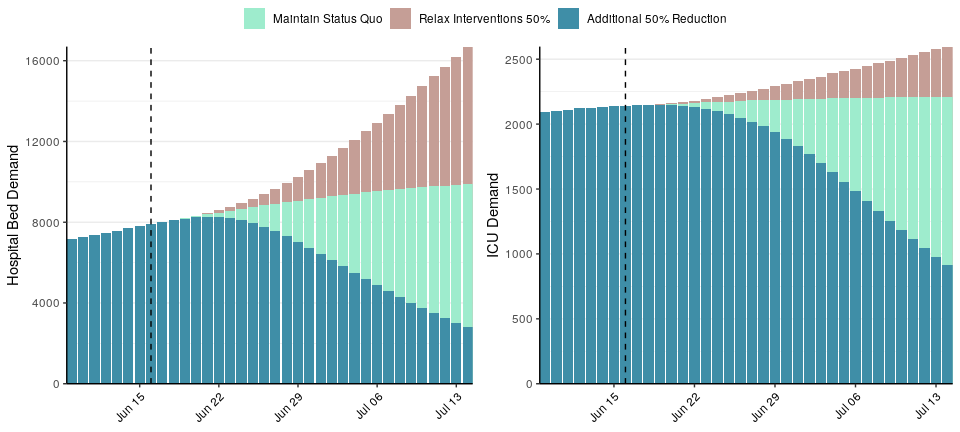 Maintain Status Quo Relax Interventions 50% Additional 50% Reduction
Hospital Bed Demand
16000
12000
8000
4000
0
Jun 15 Jun 22 Jun 29 Jul 06 Jul 13
ICU Demand
2500
2000
1500
1000
500
0
Jun 15 Jun 22 Jun 29 Jul 06 Jul 13